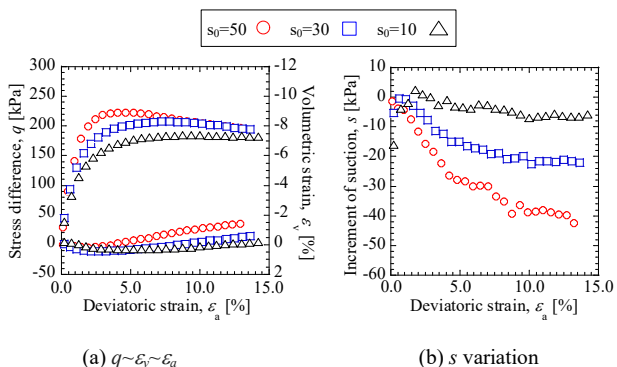 s₀=50 s₀=30 s₀=10
300
250
200
150
100
50
0
-50
Stress difference, q [kPa]
-12
-10
-8
-6
-4
-2
0
2
Volumetric strain, εᵥ [%]
0.0 5.0 10.0 15.0
Deviatoric strain, εₐ [%]
(a) q~εᵥ~εₐ
10
0
-10
-20
-30
-40
-50
-60
Increment of suction, s [kPa]
0.0 5.0 10.0 15.0
Deviatoric strain, εₐ [%]
(b) s variation